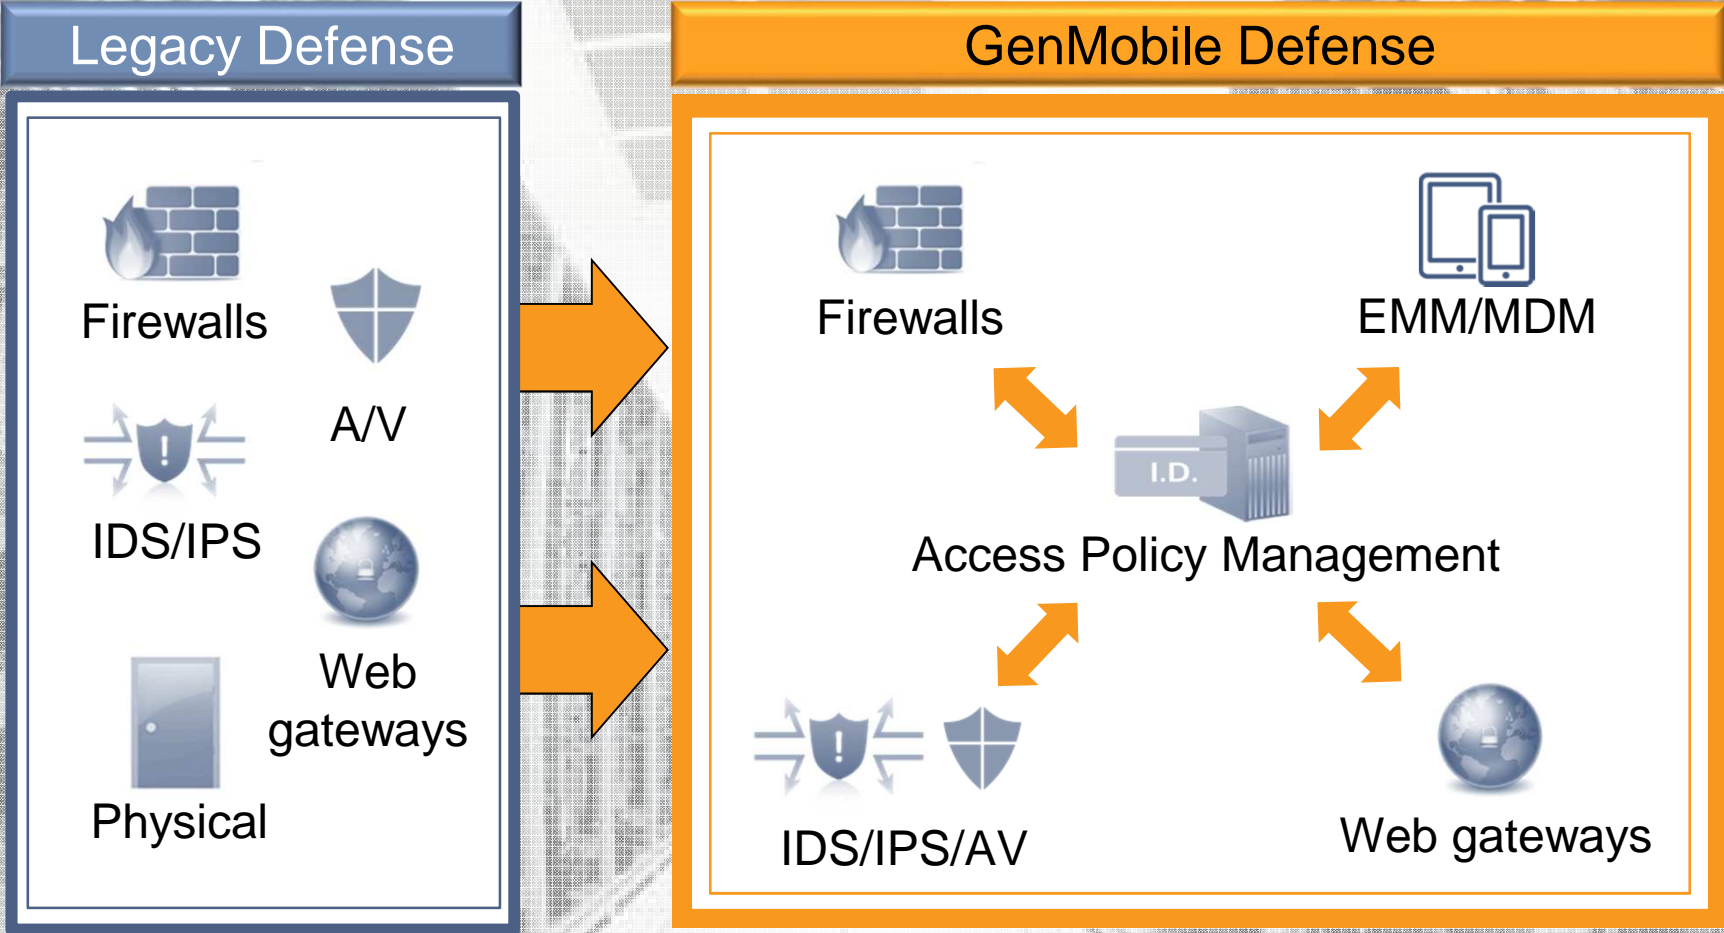 Legacy Defense
Firewalls
A/V
IDS/IPS
Web
gateways
Physical
GenMobile Defense
Firewalls
EMM/MDM
I.D.
Access Policy Management
IDS/IPS/AV
Web gateways